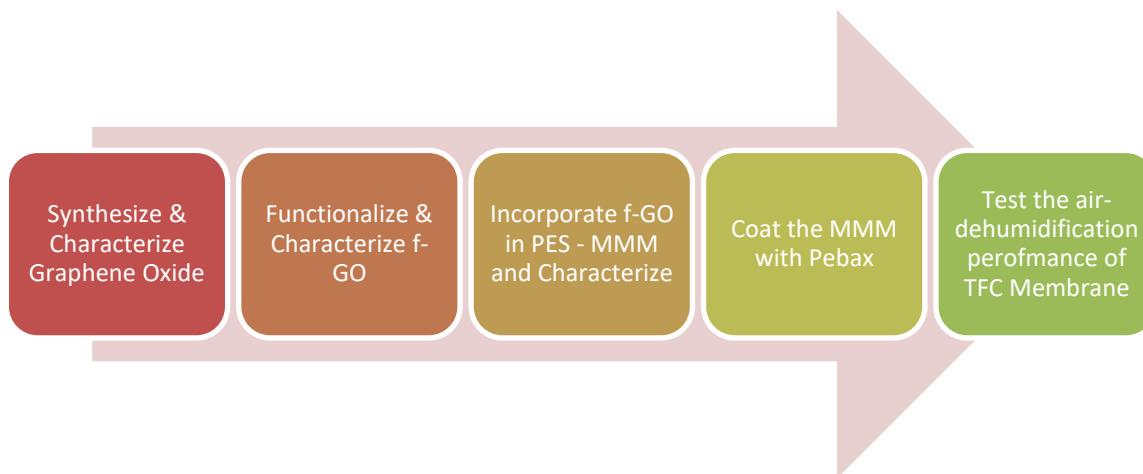 Synthesize &
Characterize
Graphene Oxide
Functionalize &
Characterize f-
GO
Incorporate f-GO
in PES - MMM
and Characterize
Coat the MMM
with Pebax
Test the air-
dehumidification
perofmance of
TFC Membrane